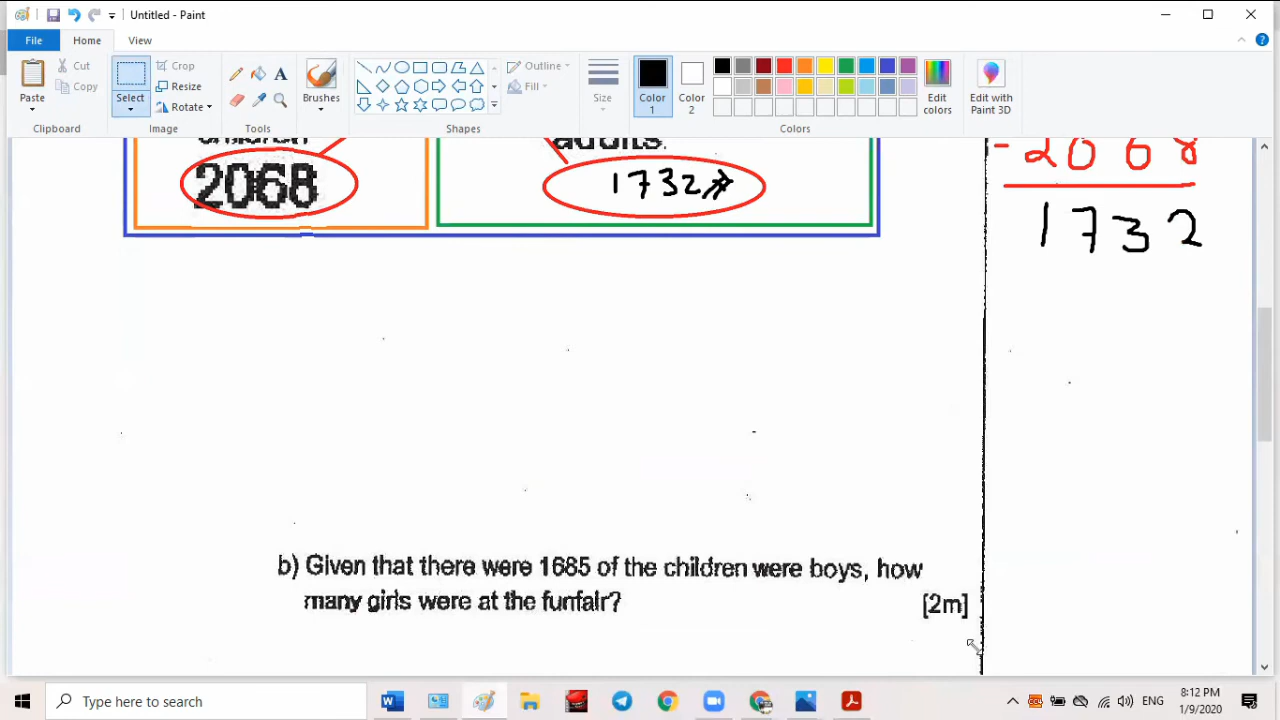 Untitled - Paint
File Home View
Paste
Cut
Copy
Clipboard
Select
Crop
Resize
Rotate
Image
A
Tools
Brushes
Shapes
Outline
Fill
Size
Color 1
Color 2
Edit colors
Edit with Paint 3D
Colors
children
adults.
- 2068
2068
1732
1732
b) Given that there were 1685 of the children were boys, how
many girls were at the funfair?
[2m]
Type here to search
ENG
8:12 PM
1/9/2020